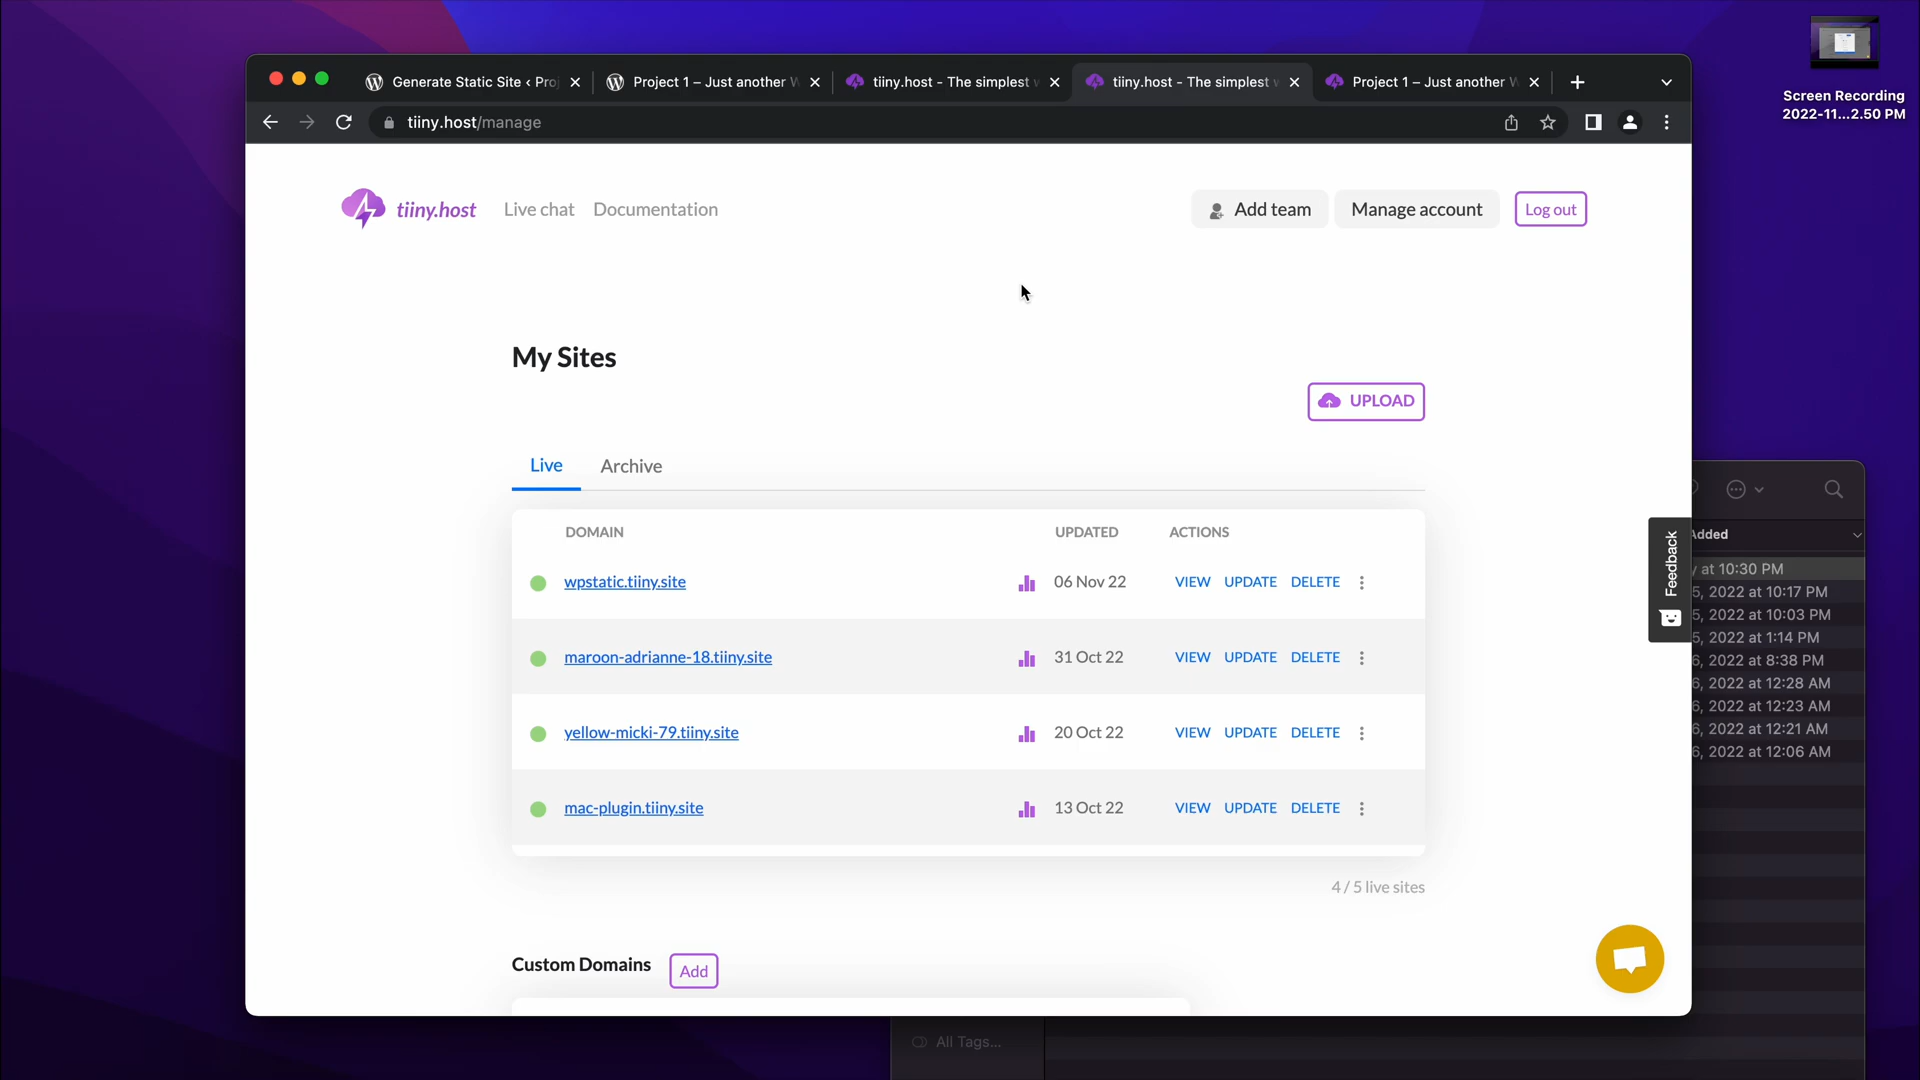 Generate Static Site ‹ Pro
Project 1 – Just another W
tiiny.host - The simplest w
tiiny.host - The simplest w
Project 1 – Just another W
tiiny.host/manage
Screen Recording
2022-11...2.50 PM
tiiny.host
Live chat
Documentation
Add team
Manage account
Log out
My Sites
UPLOAD
Live
Archive
DOMAIN
UPDATED
ACTIONS
wpstatic.tiiny.site
06 Nov 22
VIEW UPDATE DELETE
maroon-adrianne-18.tiiny.site
31 Oct 22
VIEW UPDATE DELETE
yellow-micki-79.tiiny.site
20 Oct 22
VIEW UPDATE DELETE
mac-plugin.tiiny.site
13 Oct 22
VIEW UPDATE DELETE
4 / 5 live sites
Custom Domains
Add
Feedback
Added
y at 10:30 PM
5, 2022 at 10:17 PM
5, 2022 at 10:03 PM
5, 2022 at 1:14 PM
6, 2022 at 8:38 PM
6, 2022 at 12:28 AM
6, 2022 at 12:23 AM
6, 2022 at 12:21 AM
6, 2022 at 12:06 AM
All Tags...